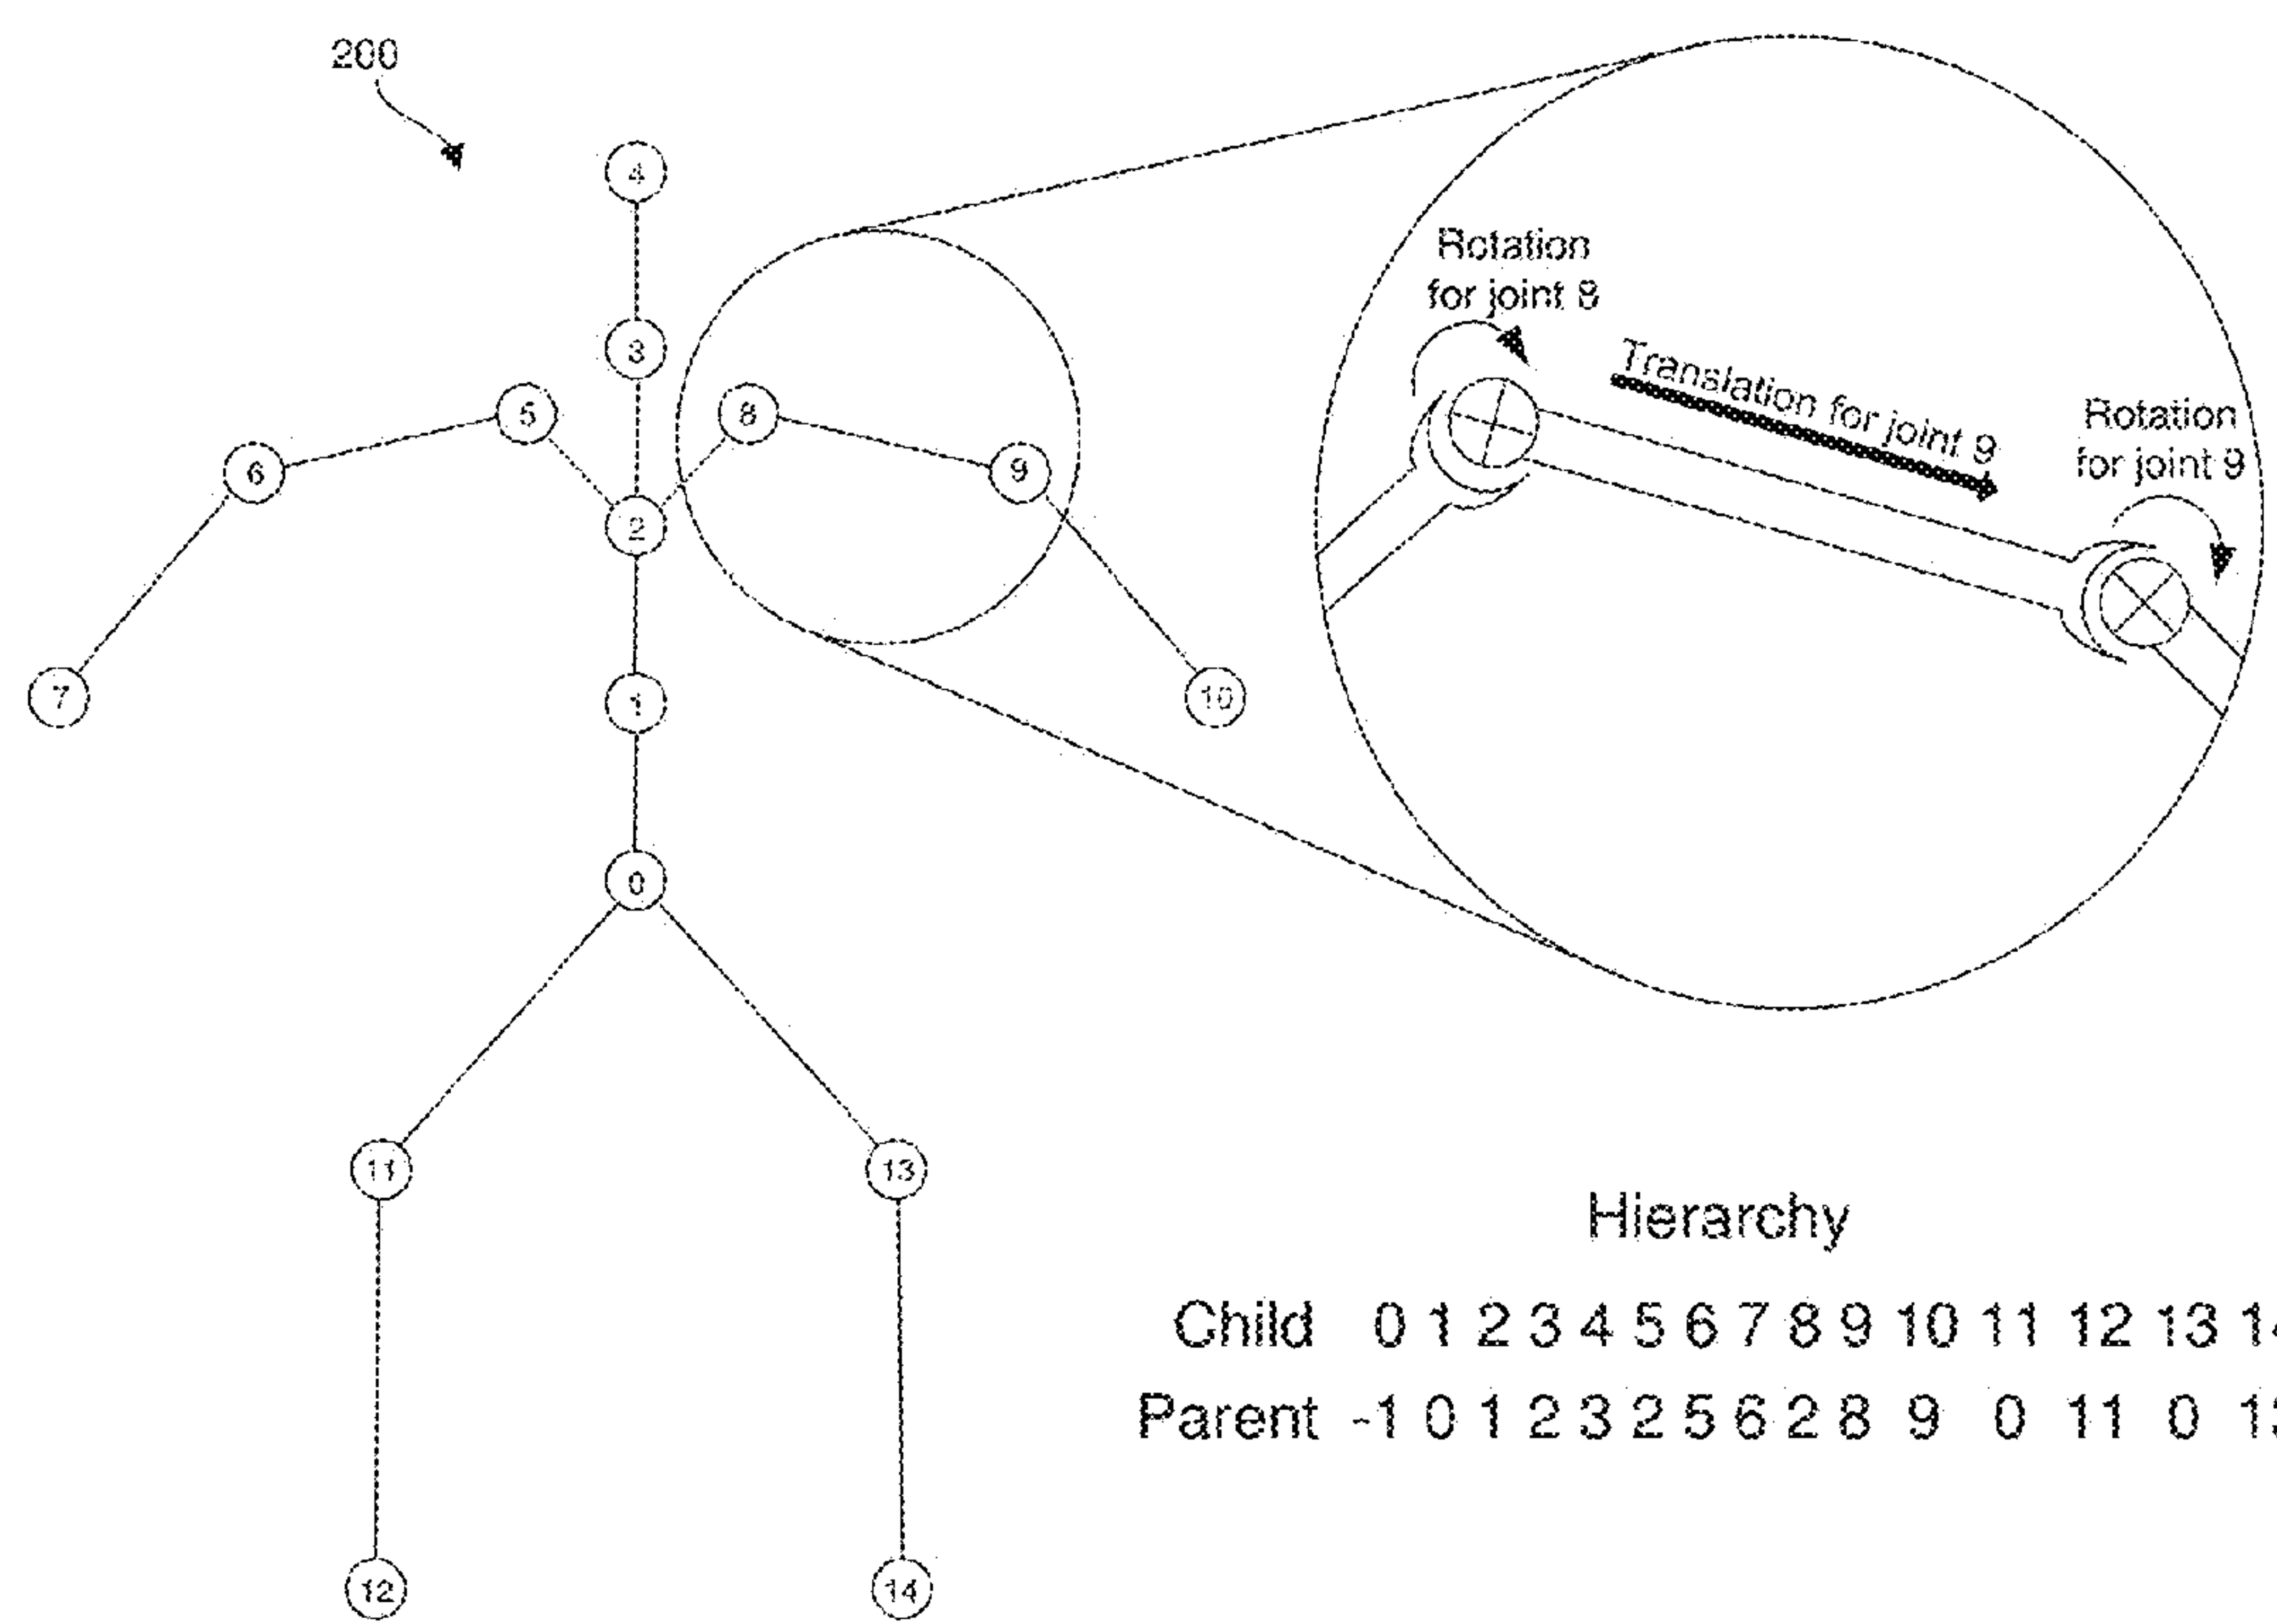 200
4
3
5
8
6
9
2
7
1
10
0
11
13
12
14
Rotation
for joint 8
Translation for joint 9
Rotation
for joint 9
Hierarchy
Child 0 1 2 3 4 5 6 7 8 9 10 11 12 13
Parent -1 0 1 2 3 2 5 6 2 8 9 0 11 0